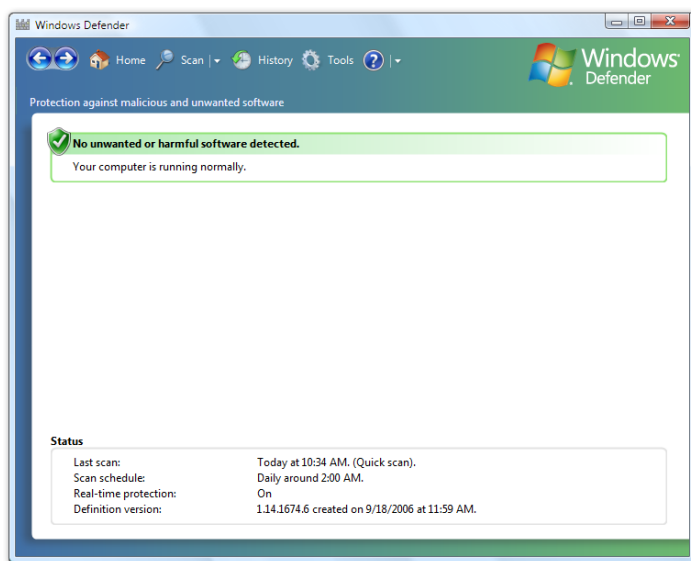 Windows Defender
Home Scan History Tools
Windows
Defender
Protection against malicious and unwanted software
No unwanted or harmful software detected.
Your computer is running normally.
Status
Last scan: Today at 10:34 AM. (Quick scan).
Scan schedule: Daily around 2:00 AM.
Real-time protection: On
Definition version: 1.14.1674.6 created on 9/18/2006 at 11:59 AM.